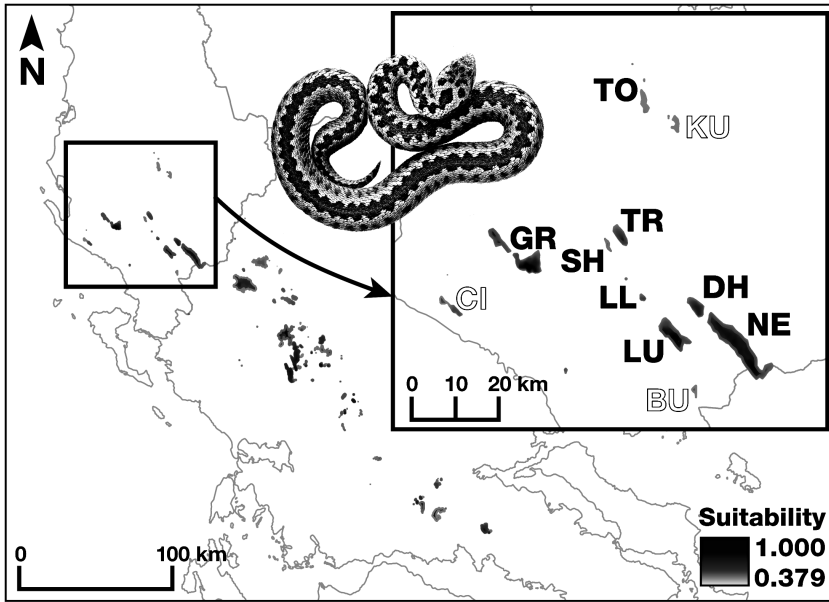 N
TO
KU
TR
GR
SH
CI
LL
DH
LU
NE
BU
0 10 20 km
Suitability
1.000
0.379
0 100 km